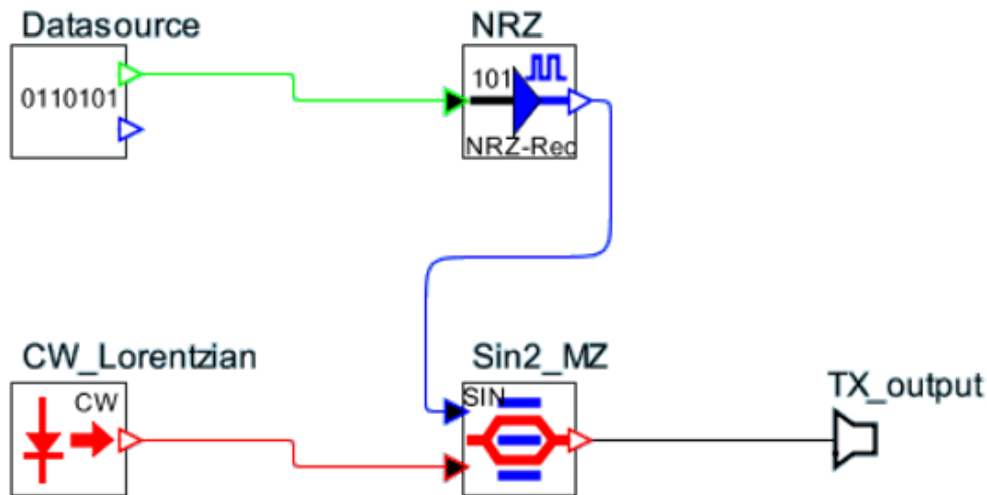 Datasource
0110101
NRZ
101
NRZ-Rec
CW_Lorentzian
CW
Sin2_MZ
SIN
TX_output